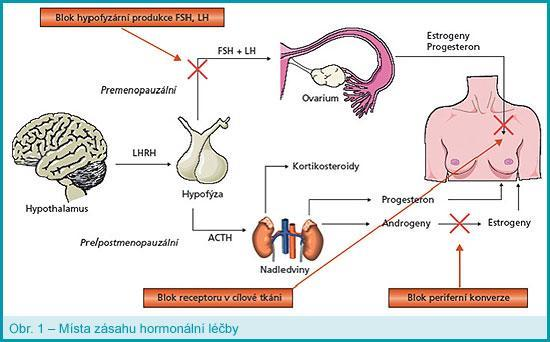 Blok hypofyzární produkce FSH, LH
FSH + LH
Estrogeny
Progesteron
Premenopauzální
Ovarium
LHRH
Hypothalamus
Hypofýza
Kortikosteroidy
Pre/postmenopauzální
ACTH
Progesteron
Androgeny
Estrogeny
Nadledviny
Blok receptoru v cílové tkáni
Blok periferní konverze
Obr. 1 – Místa zásahu hormonální léčby